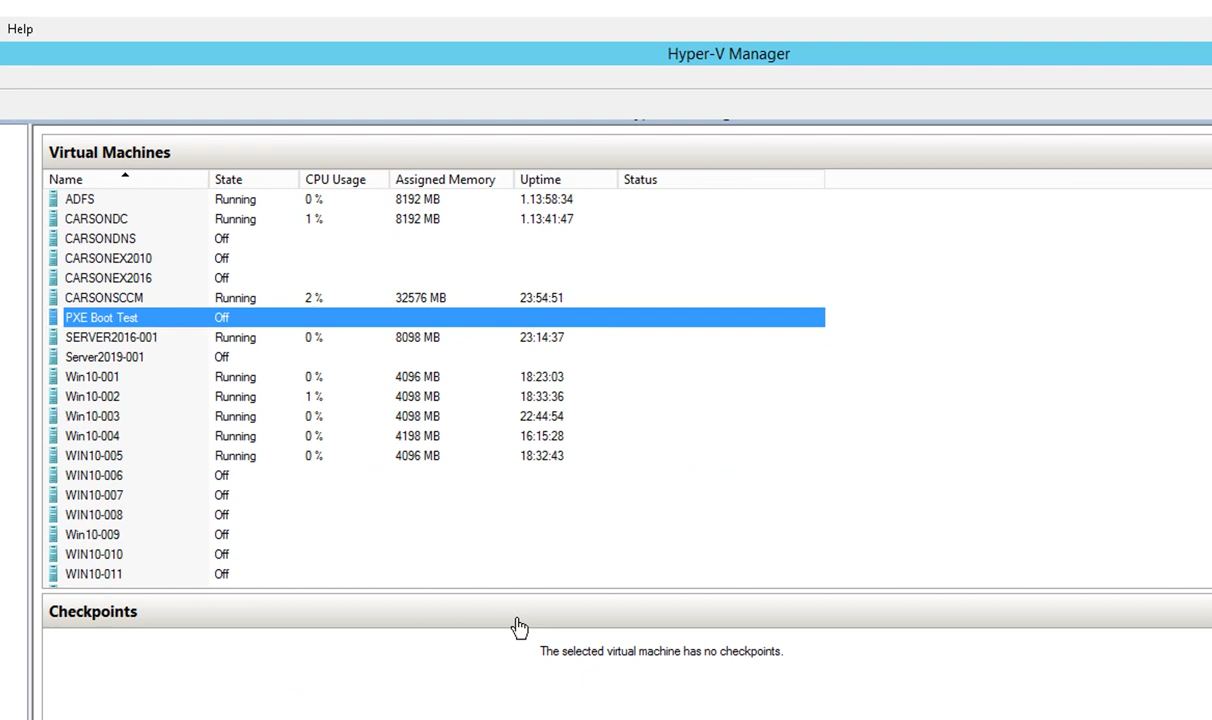 Help
Hyper-V Manager
Virtual Machines
Name State CPU Usage Assigned Memory Uptime Status
ADFS Running 0 % 8192 MB 1.13:58:34
CARSONDC Running 1 % 8192 MB 1.13:41:47
CARSONDNS Off
CARSONEX2010 Off
CARSONEX2016 Off
CARSONSCCM Running 2 % 32576 MB 23:54:51
PXE Boot Test Off
SERVER2016-001 Running 0 % 8098 MB 23:14:37
Server2019-001 Off
Win10-001 Running 0 % 4096 MB 18:23:03
Win10-002 Running 1 % 4098 MB 18:33:36
Win10-003 Running 0 % 4098 MB 22:44:54
Win10-004 Running 0 % 4198 MB 16:15:28
WIN10-005 Running 0 % 4096 MB 18:32:43
WIN10-006 Off
WIN10-007 Off
WIN10-008 Off
Win10-009 Off
WIN10-010 Off
WIN10-011 Off
Checkpoints
The selected virtual machine has no checkpoints.